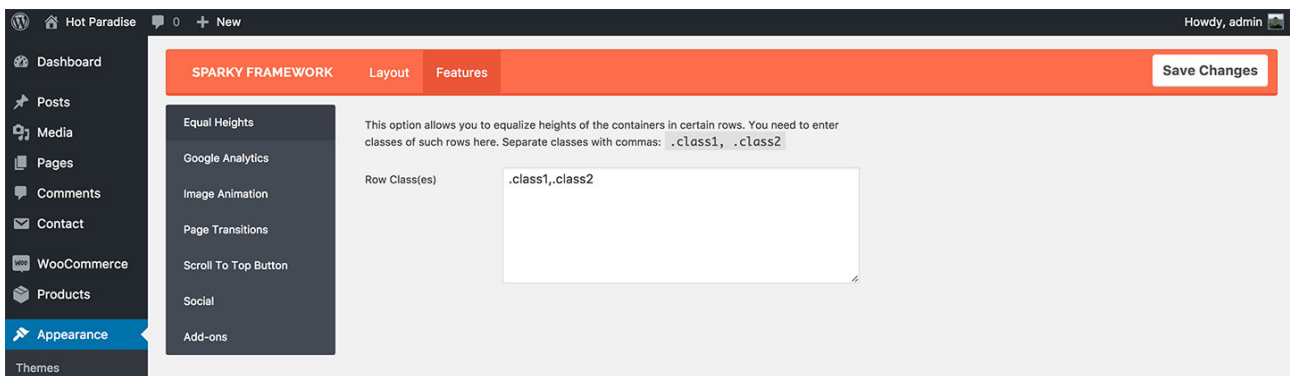 Hot Paradise 0 + New Howdy, admin
Dashboard
Posts
Media
Pages
Comments
Contact
WooCommerce
Products
Appearance
Themes
SPARKY FRAMEWORK Layout Features Save Changes
Equal Heights
Google Analytics
Image Animation
Page Transitions
Scroll To Top Button
Social
Add-ons
This option allows you to equalize heights of the containers in certain rows. You need to enter
classes of such rows here. Separate classes with commas: .class1, .class2
Row Class(es) .class1,.class2